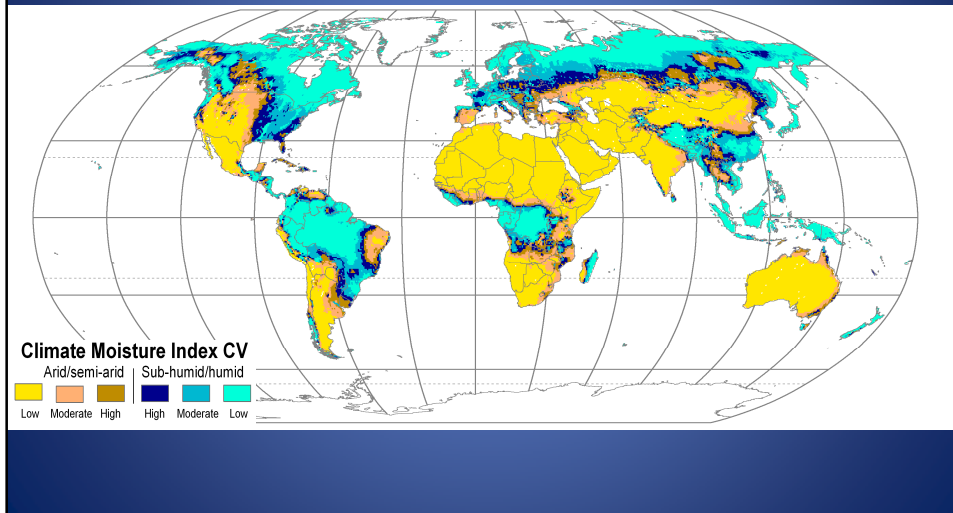 Climate Moisture Index CV
Arid/semi-arid Sub-humid/humid
Low Moderate High High Moderate Low